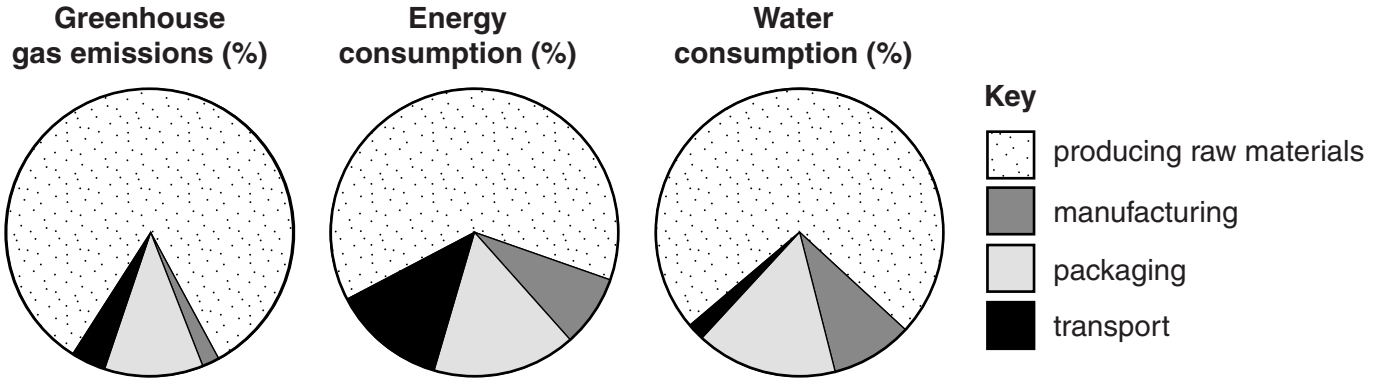 Greenhouse
gas emissions (%)
Energy
consumption (%)
Water
consumption (%)
Key
producing raw materials
manufacturing
packaging
transport